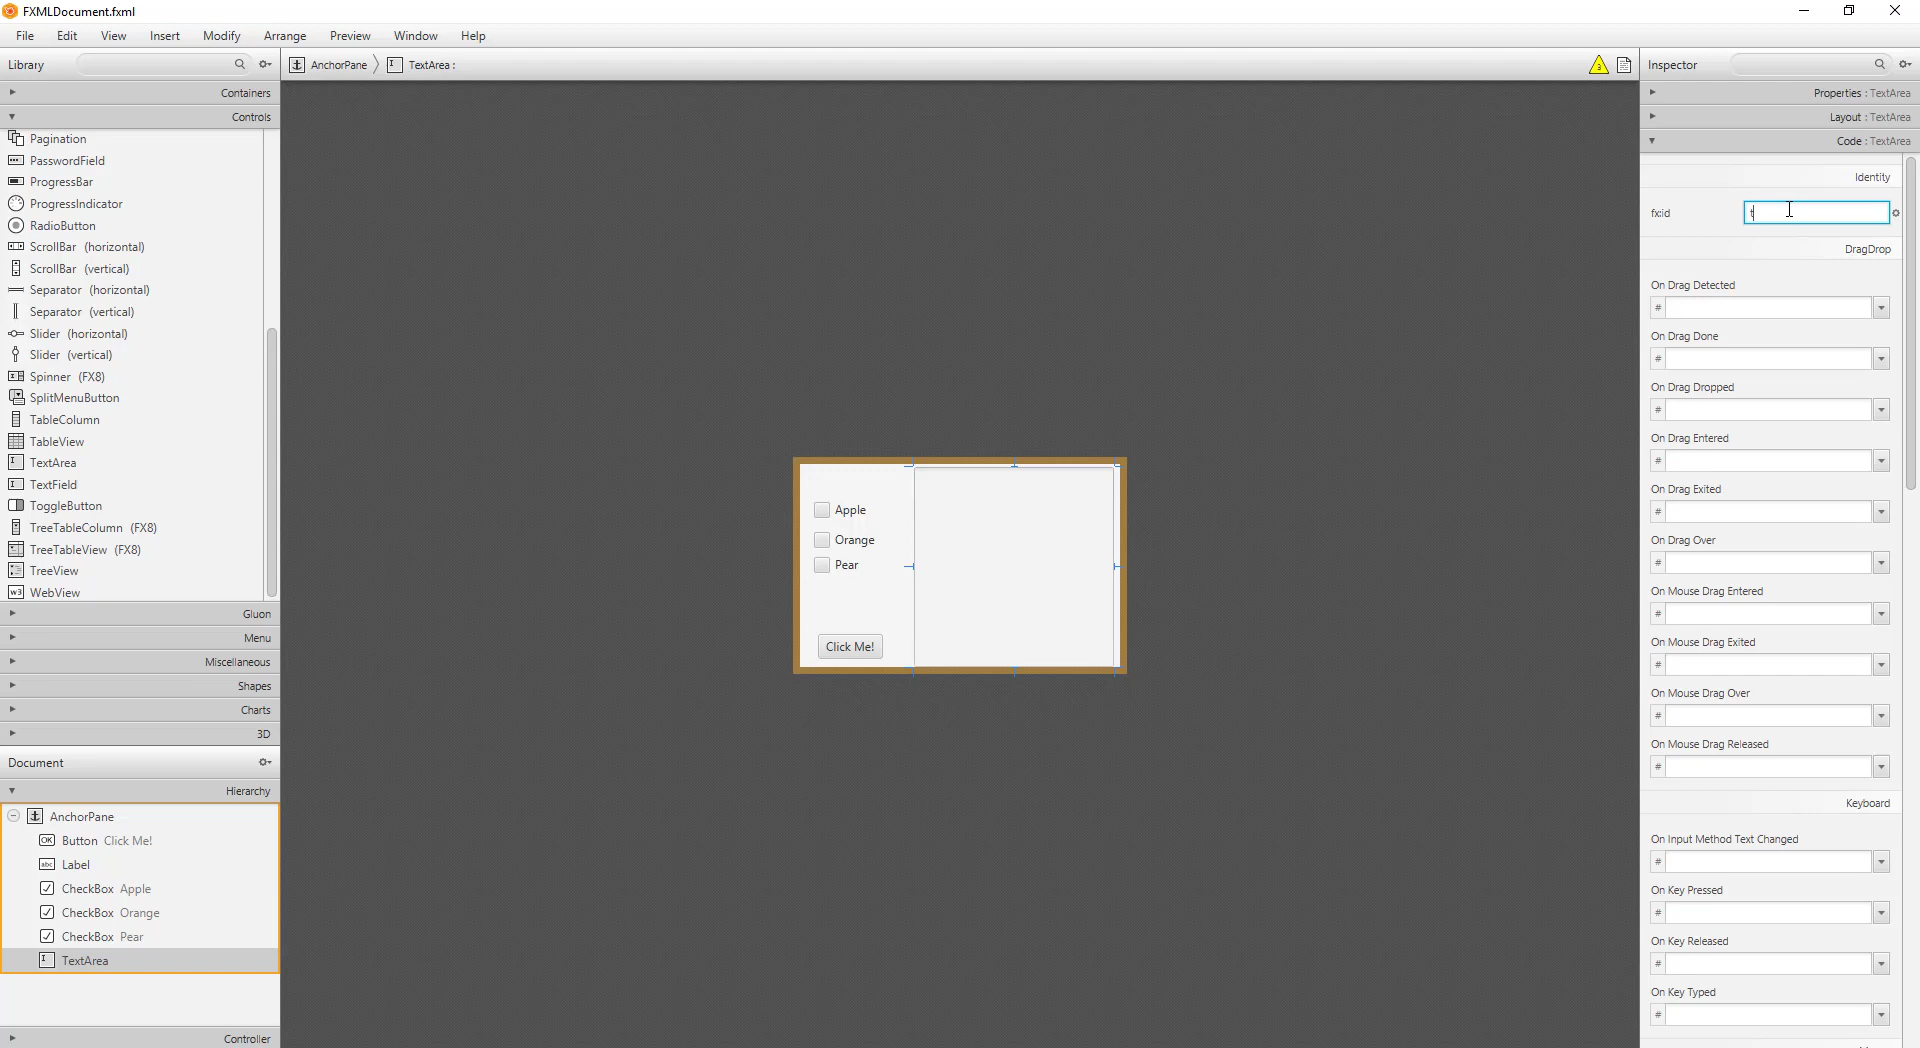 FXMLDocument.fxml
File Edit View Insert Modify Arrange Preview Window Help
Library
AnchorPane TextArea :
3
Inspector
Containers
Controls
Pagination
PasswordField
ProgressBar
ProgressIndicator
RadioButton
ScrollBar (horizontal)
ScrollBar (vertical)
Separator (horizontal)
Separator (vertical)
Slider (horizontal)
Slider (vertical)
Spinner (FX8)
SplitMenuButton
TableColumn
TableView
TextArea
TextField
ToggleButton
TreeTableColumn (FX8)
TreeTableView (FX8)
TreeView
w3 WebView
Gluon
Menu
Miscellaneous
Shapes
Charts
3D
Document
Hierarchy
AnchorPane
OK Button Click Me!
abc Label
CheckBox Apple
CheckBox Orange
CheckBox Pear
TextArea
Controller
Apple
Orange
Pear
Click Me!
Properties : TextArea
Layout : TextArea
Code : TextArea
Identity
fx:id t
DragDrop
On Drag Detected
#
On Drag Done
#
On Drag Dropped
#
On Drag Entered
#
On Drag Exited
#
On Drag Over
#
On Mouse Drag Entered
#
On Mouse Drag Exited
#
On Mouse Drag Over
#
On Mouse Drag Released
#
Keyboard
On Input Method Text Changed
#
On Key Pressed
#
On Key Released
#
On Key Typed
#